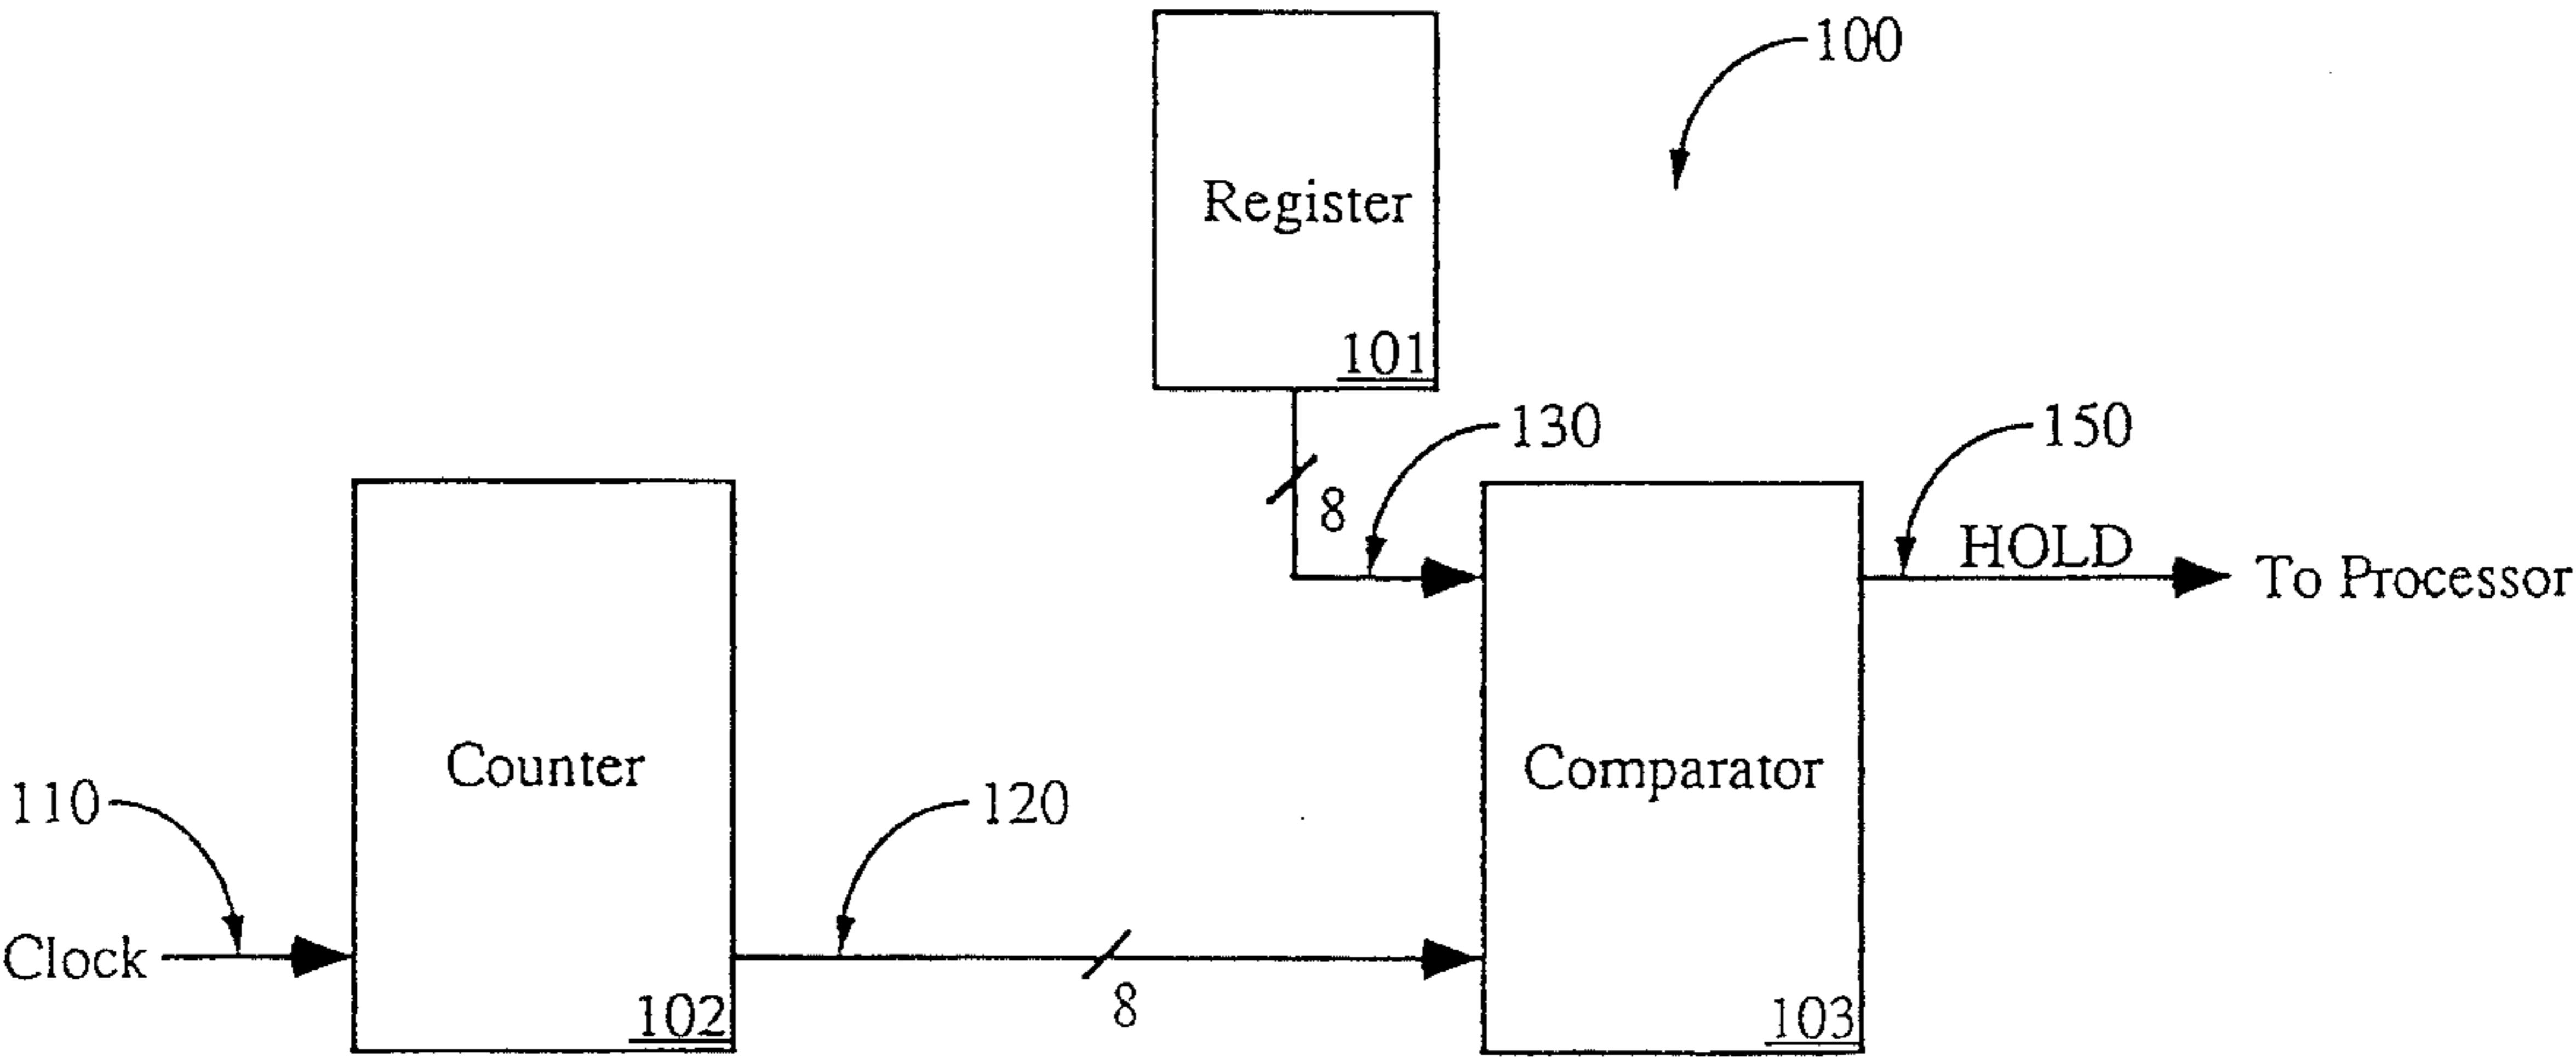 100
Register
101
130
150
8
HOLD
To Processor
Counter
Comparator
110
120
Clock
8
102
103